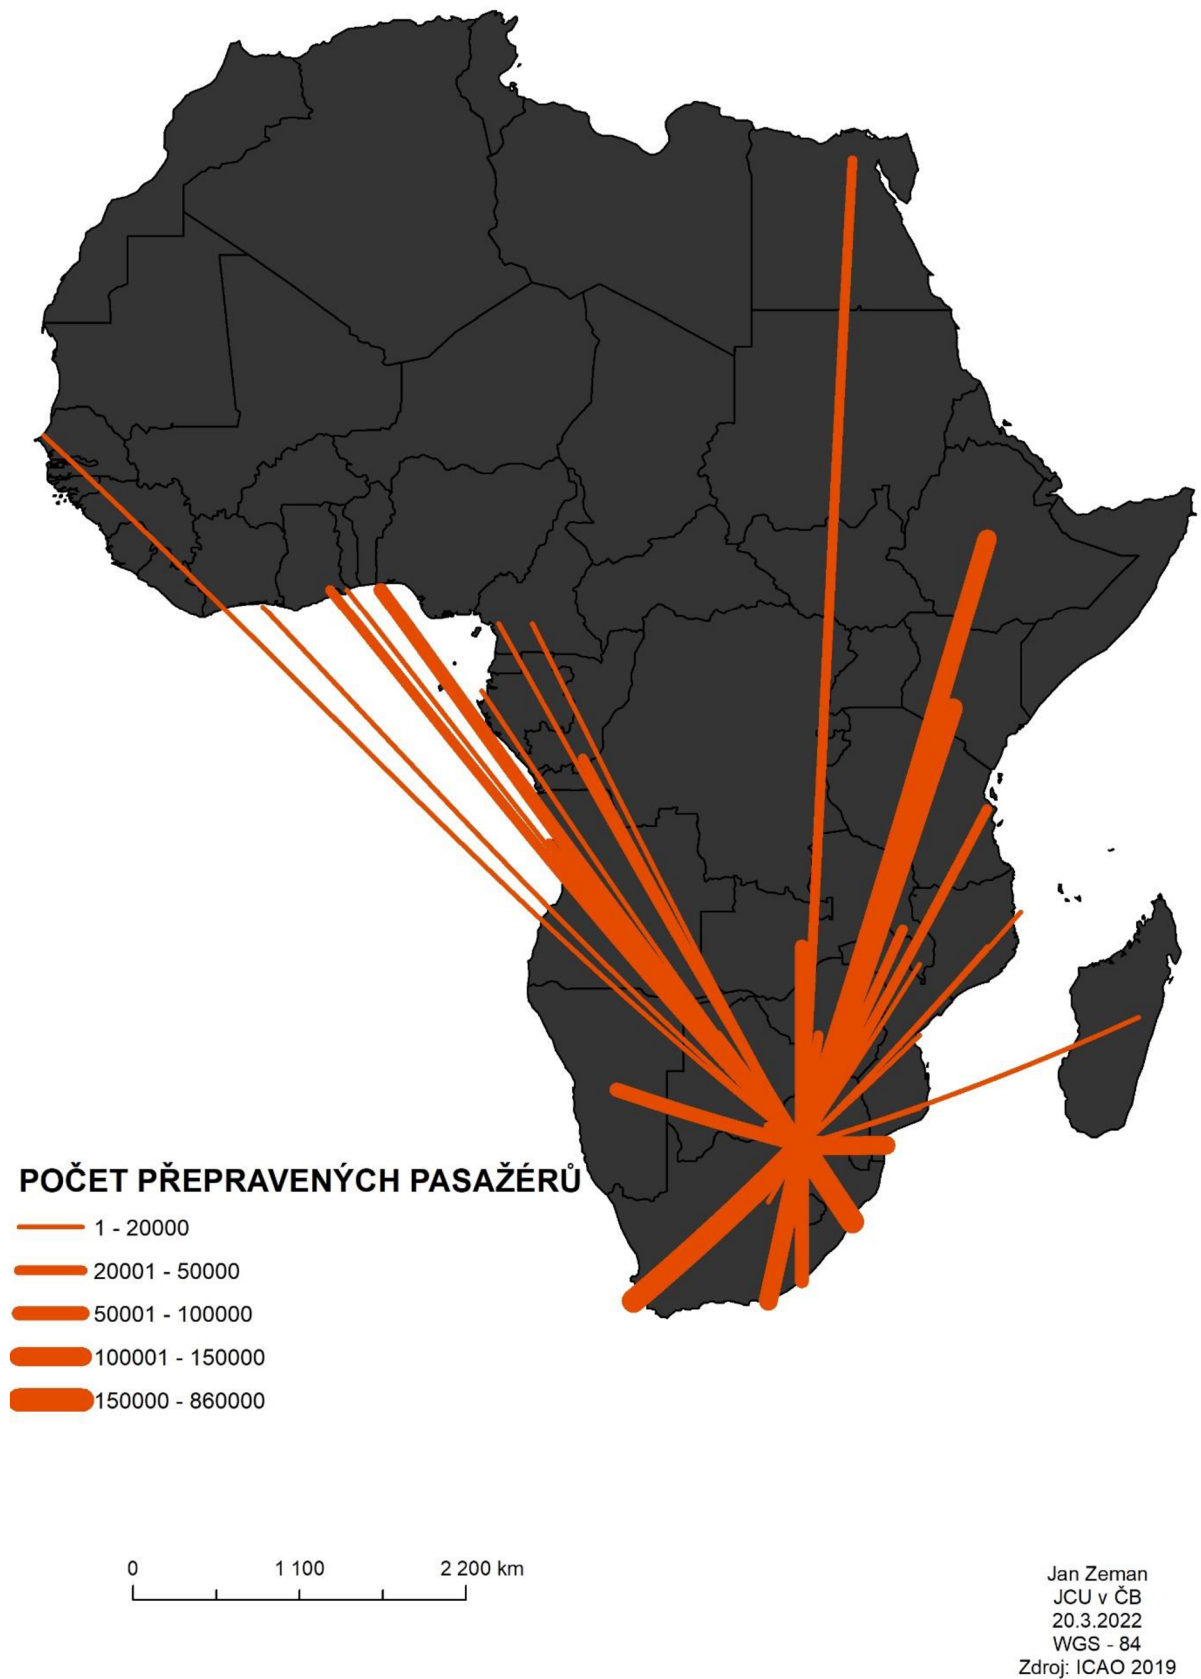 POČET PŘEPRAVENÝCH PASAŽÉRŮ
1 - 20000
20001 - 50000
50001 - 100000
100001 - 150000
150000 - 860000
0 1 100 2 200 km
Jan Zeman
JCU v ČB
20.3.2022
WGS - 84
Zdroj: ICAO 2019